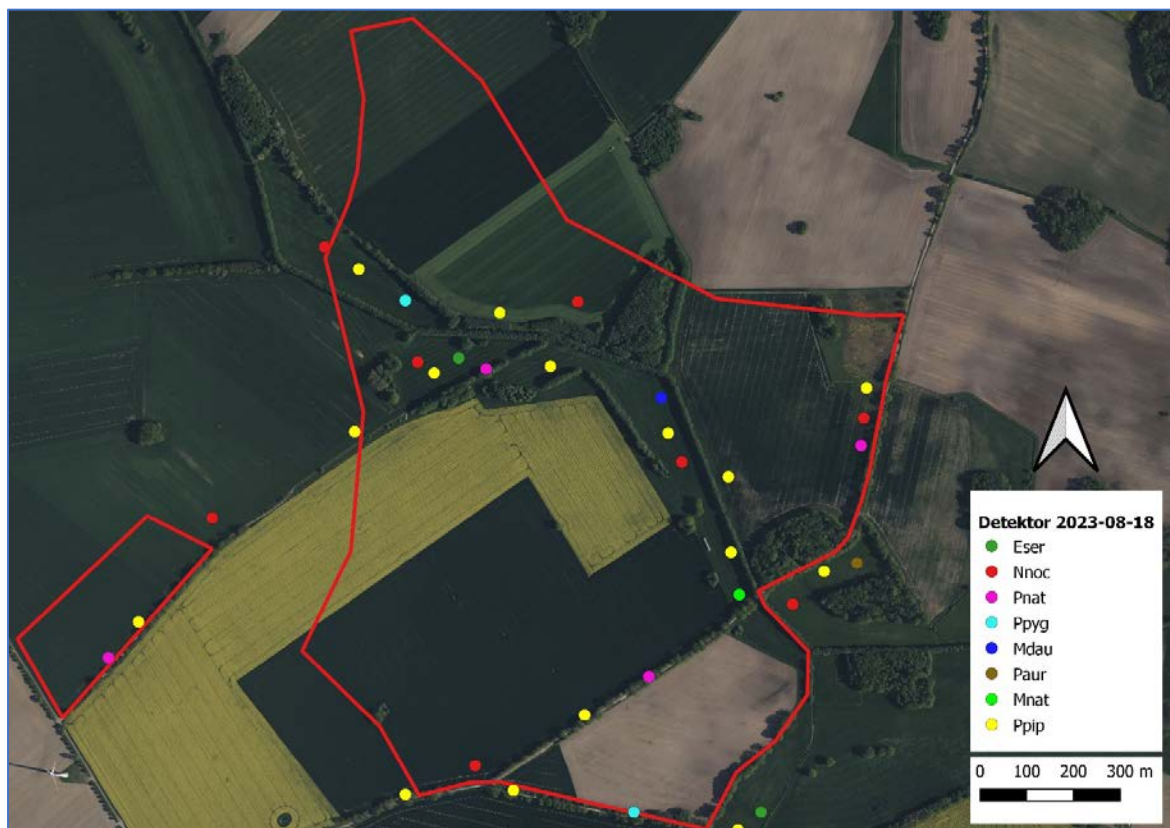 Detektor 2023-08-18
Eser
Nnoc
Pnat
Ppyg
Mdau
Paur
Mnat
Ppip
0 100 200 300 m